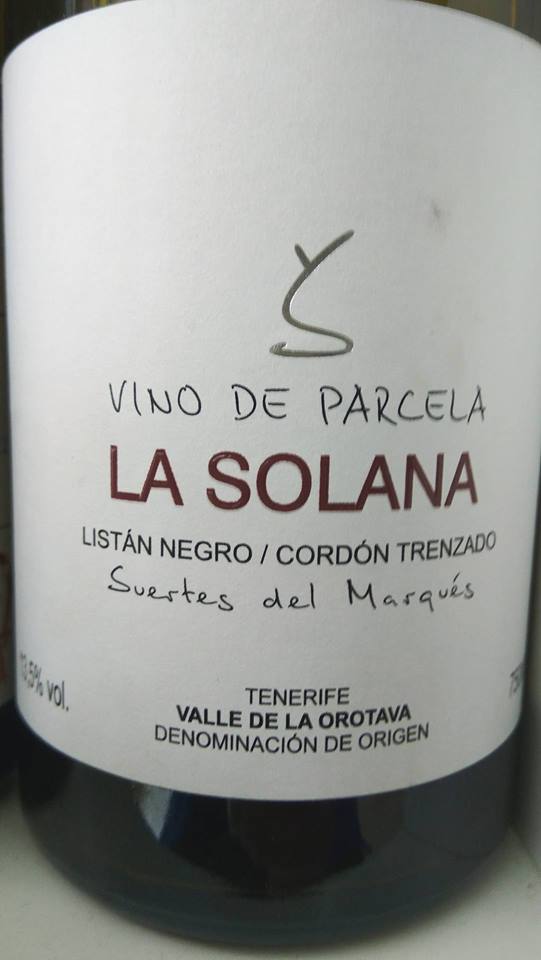 VINO DE PARCELA
LA SOLANA
LISTÁN NEGRO / CORDÓN TRENZADO
Suertes del Marqués
vol.
TENERIFE
VALLE DE LA OROTAVA
DENOMINACIÓN DE ORIGEN